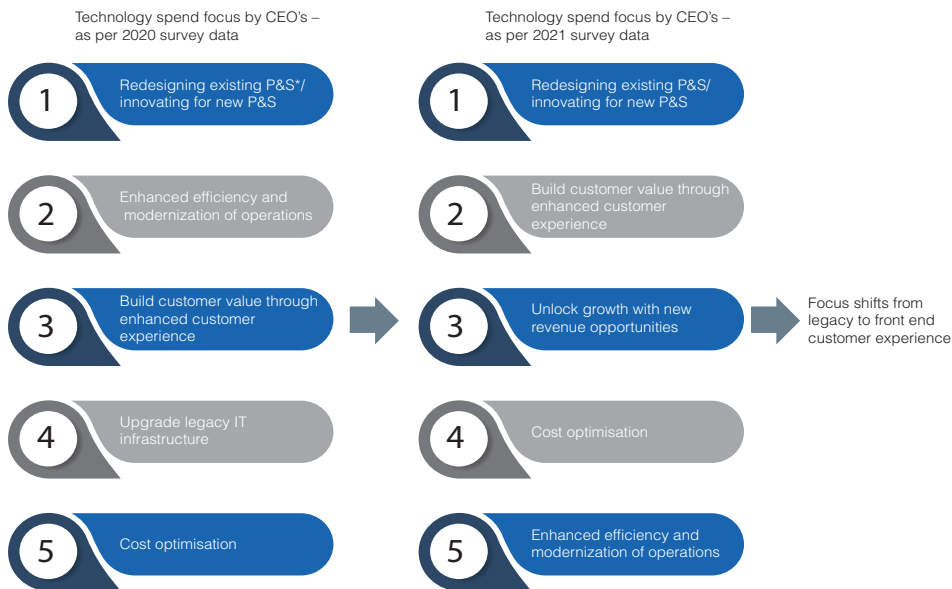 Technology spend focus by CEO's –
as per 2020 survey data
1
Redesigning existing P&S*/
innovating for new P&S
2
Enhanced efficiency and
modernization of operations
3
Build customer value through
enhanced customer
experience
4
Upgrade legacy IT
infrastructure
5
Cost optimisation
Technology spend focus by CEO's –
as per 2021 survey data
1
Redesigning existing P&S/
innovating for new P&S
2
Build customer value through
enhanced customer
experience
3
Unlock growth with new
revenue opportunities
4
Cost optimisation
5
Enhanced efficiency and
modernization of operations
Focus shifts from
legacy to front end
customer experience